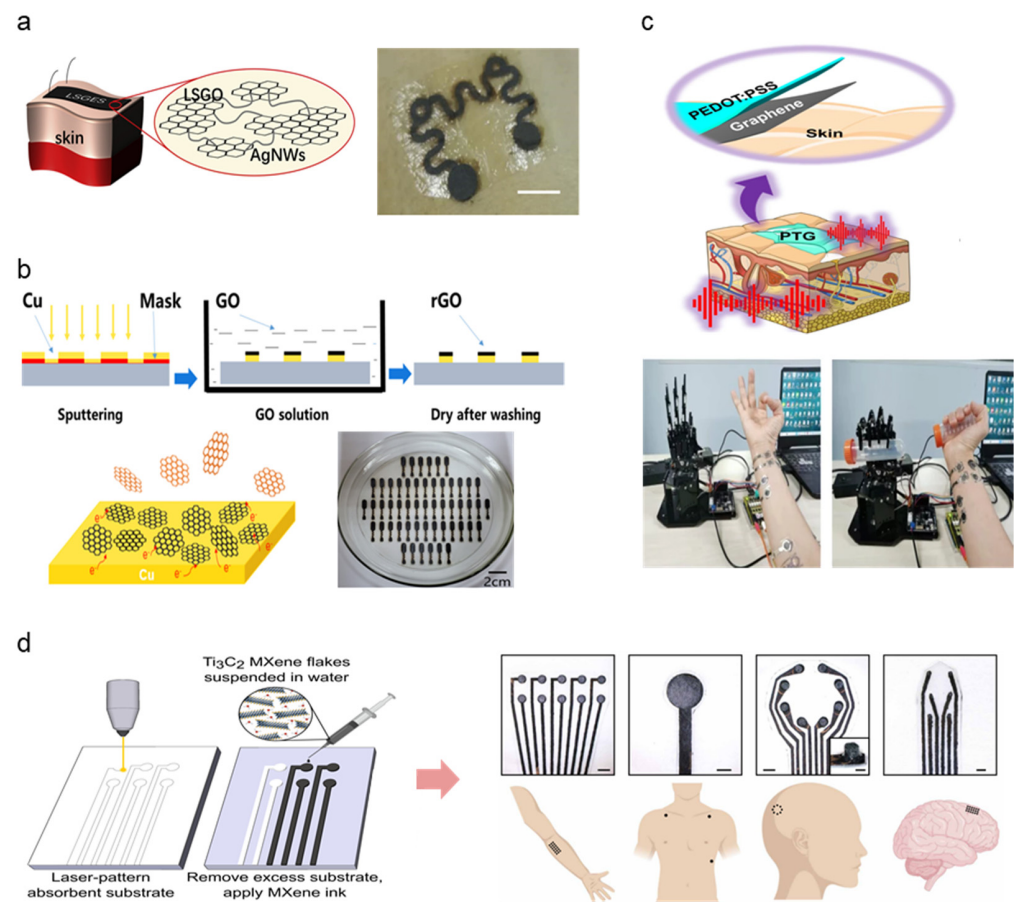 a
LSGES
skin
LSGO
AgNWs
b
Cu
Mask
GO
rGO
Sputtering
GO solution
Dry after washing
e⁻
e⁻
e⁻
e⁻
e⁻
Cu
2cm
c
PEDOT:PSS
Graphene
Skin
PTG
d
Ti₃C₂ MXene flakes
suspended in water
Laser-pattern
absorbent substrate
Remove excess substrate,
apply MXene ink